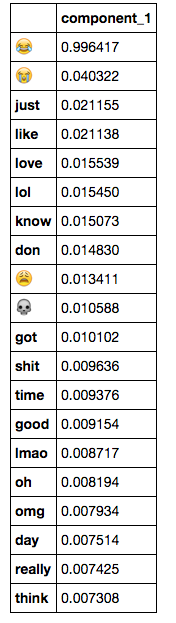 component_1
😂 0.996417
😭 0.040322
just 0.021155
like 0.021138
love 0.015539
lol 0.015450
know 0.015073
don 0.014830
😩 0.013411
💀 0.010588
got 0.010102
shit 0.009636
time 0.009376
good 0.009154
lmao 0.008717
oh 0.008194
omg 0.007934
day 0.007514
really 0.007425
think 0.007308